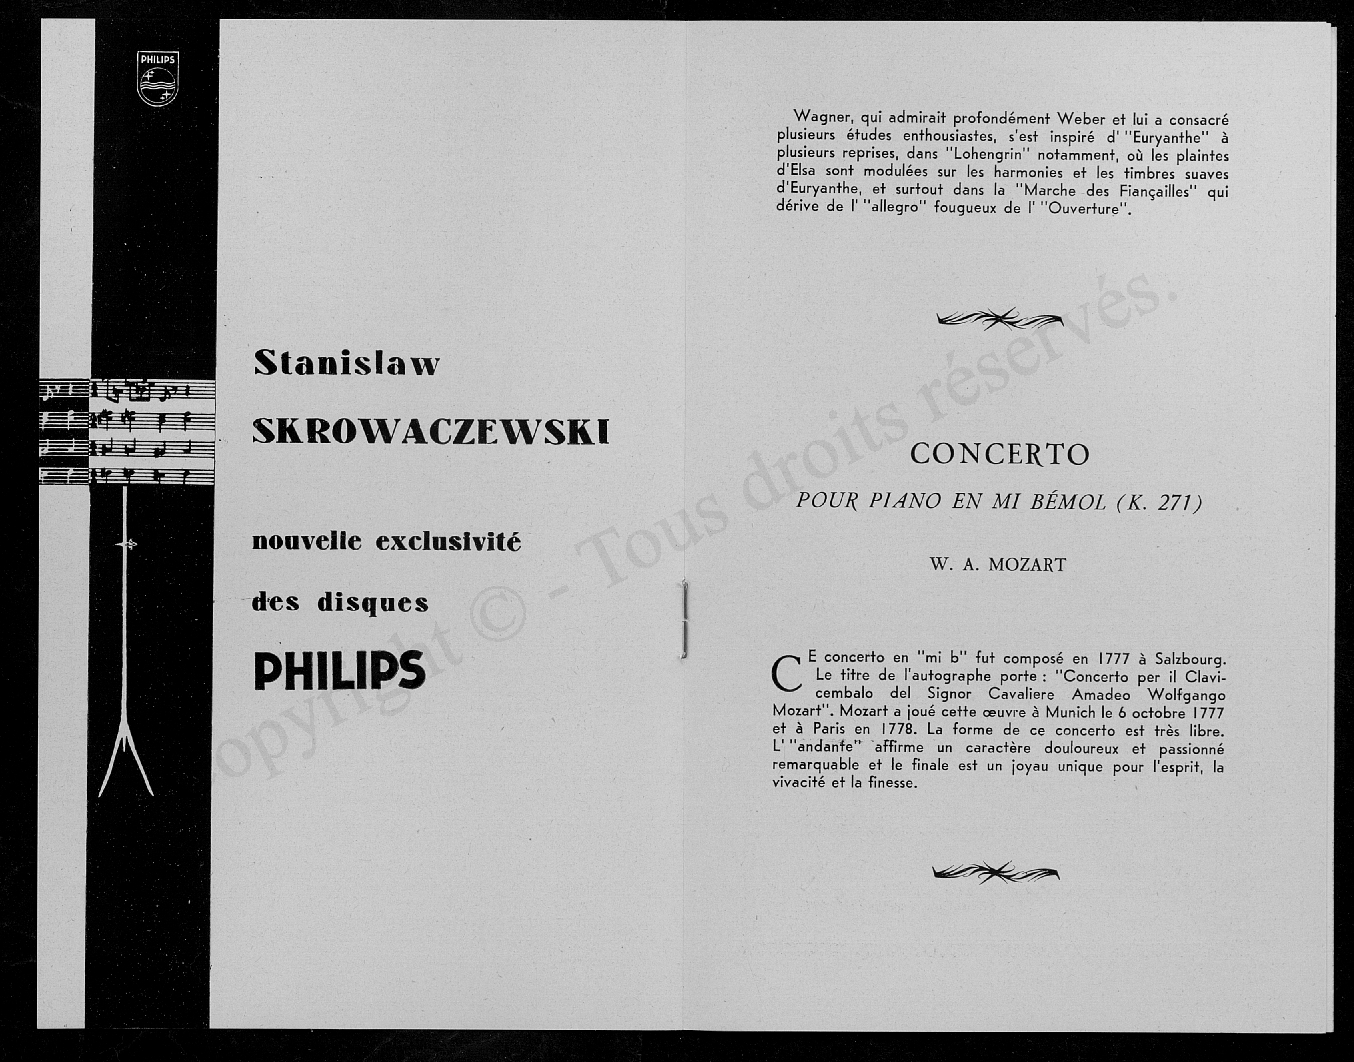 PHILIPS
Stanislaw
SKROWACZEWSKI
nouvelle exclusivité
des disques
PHILIPS
Wagner, qui admirait profondément Weber et lui a consacré
plusieurs études enthousiastes, s'est inspiré d' "Euryanthe" à
plusieurs reprises, dans "Lohengrin" notamment, où les plaintes
d'Elsa sont modulées sur les harmonies et les timbres suaves
d'Euryanthe, et surtout dans la "Marche des Fiançailles" qui
dérive de l' "allegro" fougueux de l' "Ouverture".
CONCERTO
POUR PIANO EN MI BÉMOL (K. 271)
W. A. MOZART
CE concerto en "mi b" fut composé en 1777 à Salzbourg.
Le titre de l'autographe porte : "Concerto per il Clavi-
cembalo del Signor Cavaliere Amadeo Wolfgango
Mozart". Mozart a joué cette œuvre à Munich le 6 octobre 1777
et à Paris en 1778. La forme de ce concerto est très libre.
L' "andante" affirme un caractère douloureux et passionné
remarquable et le finale est un joyau unique pour l'esprit, la
vivacité et la finesse.
opyright © - Tous droits réservés.